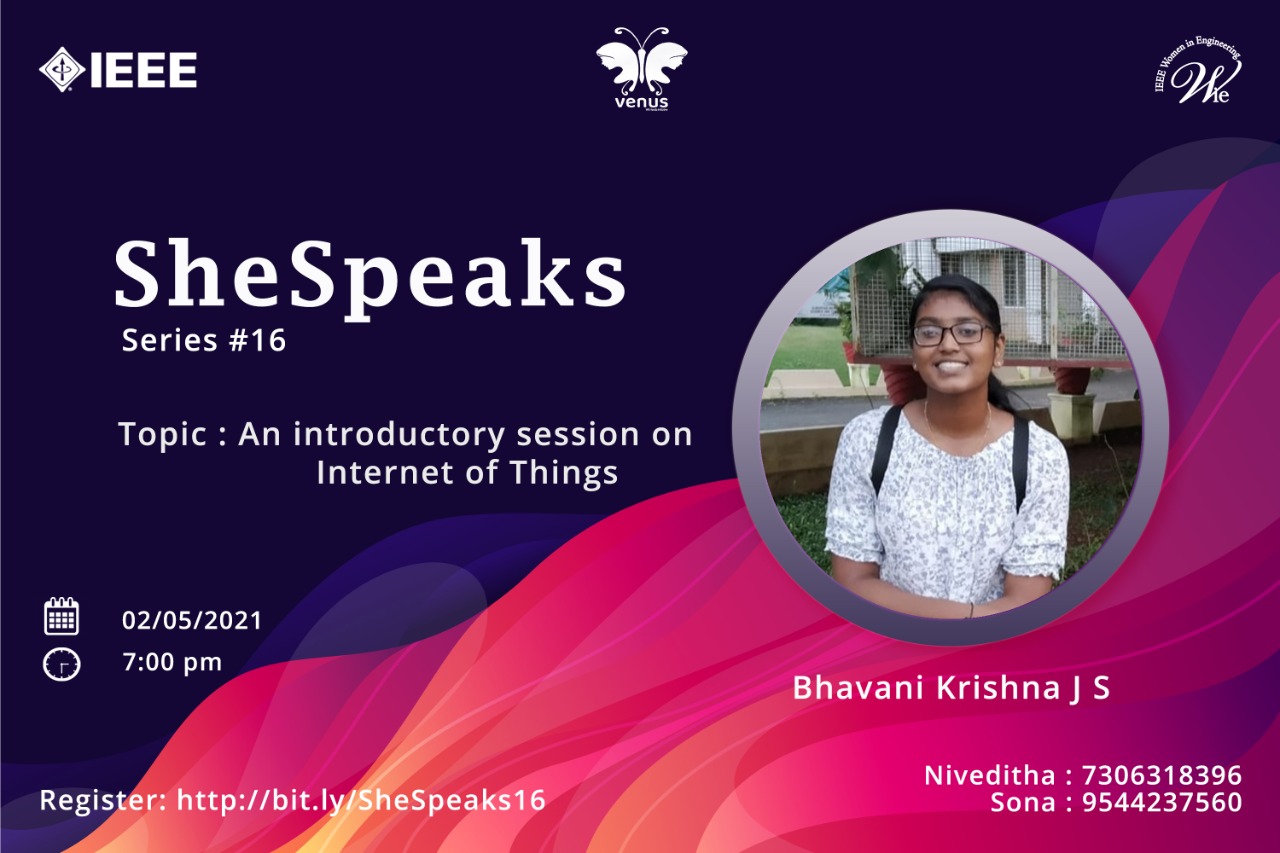 IEEE
venus
IEEE Women in Engineering
Wie
SheSpeaks
Series #16
Topic : An introductory session on
Internet of Things
02/05/2021
7:00 pm
Bhavani Krishna J S
Niveditha : 7306318396
Sona : 9544237560
Register: http://bit.ly/SheSpeaks16